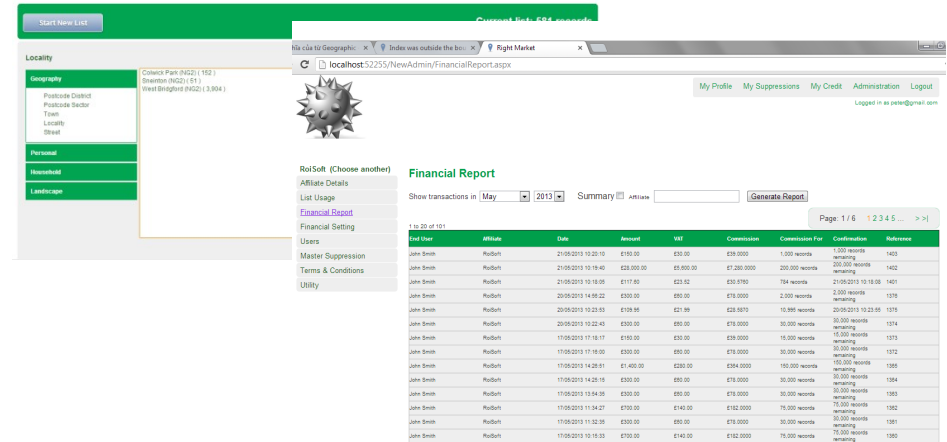 Start New List
Current list: 581 records
Locality
Geography
Postcode District
Postcode Sector
Town
Locality
Street
Personal
Household
Landscape
Colwick Park (NG2) ( 152 )
Sneinton (NG2) ( 51 )
West Bridgford (NG2) ( 3,804 )
hĩa của từ Geographic
Index was outside the bou
Right Market
localhost:52255/NewAdmin/FinancialReport.aspx
My Profile My Suppressions My Credit Administration Logout
Logged in as peter@gmail.com
RoiSoft (Choose another)
Affiliate Details
List Usage
Financial Report
Financial Setting
Users
Master Suppression
Terms & Conditions
Utility
Financial Report
Show transactions in May 2013 Summary Affiliate Generate Report
Page: 1 / 6 1 2 3 4 5 ... > >|
1 to 20 of 101
End User Affiliate Date Amount VAT Commission Commission For Confirmation Reference
John Smith RoiSoft 21/05/2013 10:20:10 £150.00 £30.00 £39.0000 1,000 records 1,000 records remaining 1403
John Smith RoiSoft 21/05/2013 10:19:40 £28,000.00 £5,600.00 £7,280.0000 200,000 records 200,000 records remaining 1402
John Smith RoiSoft 21/05/2013 10:18:05 £117.60 £23.52 £30.5760 784 records 21/05/2013 10:18:08 1401
John Smith RoiSoft 20/05/2013 14:55:22 £300.00 £60.00 £78.0000 2,000 records 2,000 records remaining 1376
John Smith RoiSoft 20/05/2013 10:23:53 £109.95 £21.99 £28.5870 10,995 records 20/05/2013 10:23:55 1375
John Smith RoiSoft 20/05/2013 10:22:43 £300.00 £60.00 £78.0000 30,000 records 30,000 records remaining 1374
John Smith RoiSoft 17/05/2013 17:18:17 £150.00 £30.00 £39.0000 15,000 records 15,000 records remaining 1373
John Smith RoiSoft 17/05/2013 17:15:00 £300.00 £60.00 £78.0000 30,000 records 30,000 records remaining 1372
John Smith RoiSoft 17/05/2013 14:26:51 £1,400.00 £280.00 £364.0000 150,000 records 150,000 records remaining 1365
John Smith RoiSoft 17/05/2013 14:25:15 £300.00 £60.00 £78.0000 30,000 records 30,000 records remaining 1364
John Smith RoiSoft 17/05/2013 13:54:35 £300.00 £60.00 £78.0000 30,000 records 30,000 records remaining 1363
John Smith RoiSoft 17/05/2013 11:34:27 £700.00 £140.00 £182.0000 75,000 records 75,000 records remaining 1362
John Smith RoiSoft 17/05/2013 11:32:35 £300.00 £60.00 £78.0000 30,000 records 30,000 records remaining 1361
John Smith RoiSoft 17/05/2013 10:15:33 £700.00 £140.00 £182.0000 75,000 records 75,000 records remaining 1360